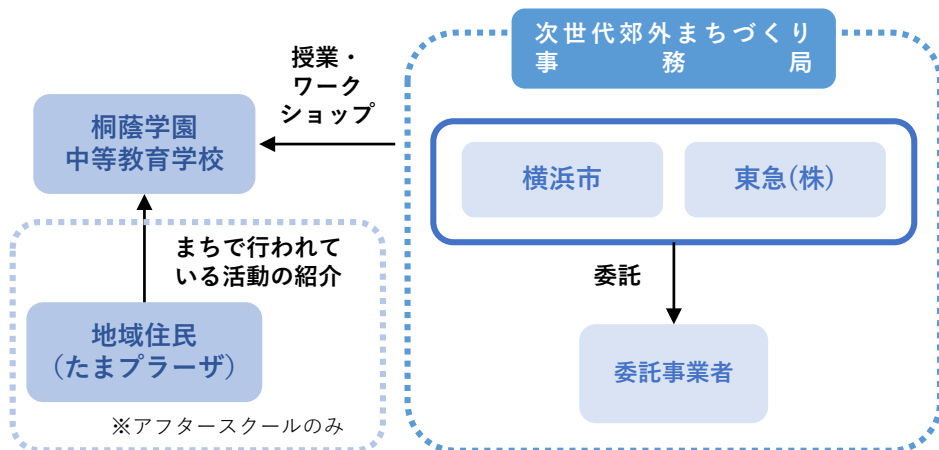 次世代郊外まちづくり
事務局
授業・
ワーク
ショップ
桐蔭学園
中等教育学校
横浜市
東急(株)
まちで行われて
いる活動の紹介
委託
地域住民
(たまプラーザ)
委託事業者
※アフタースクールのみ